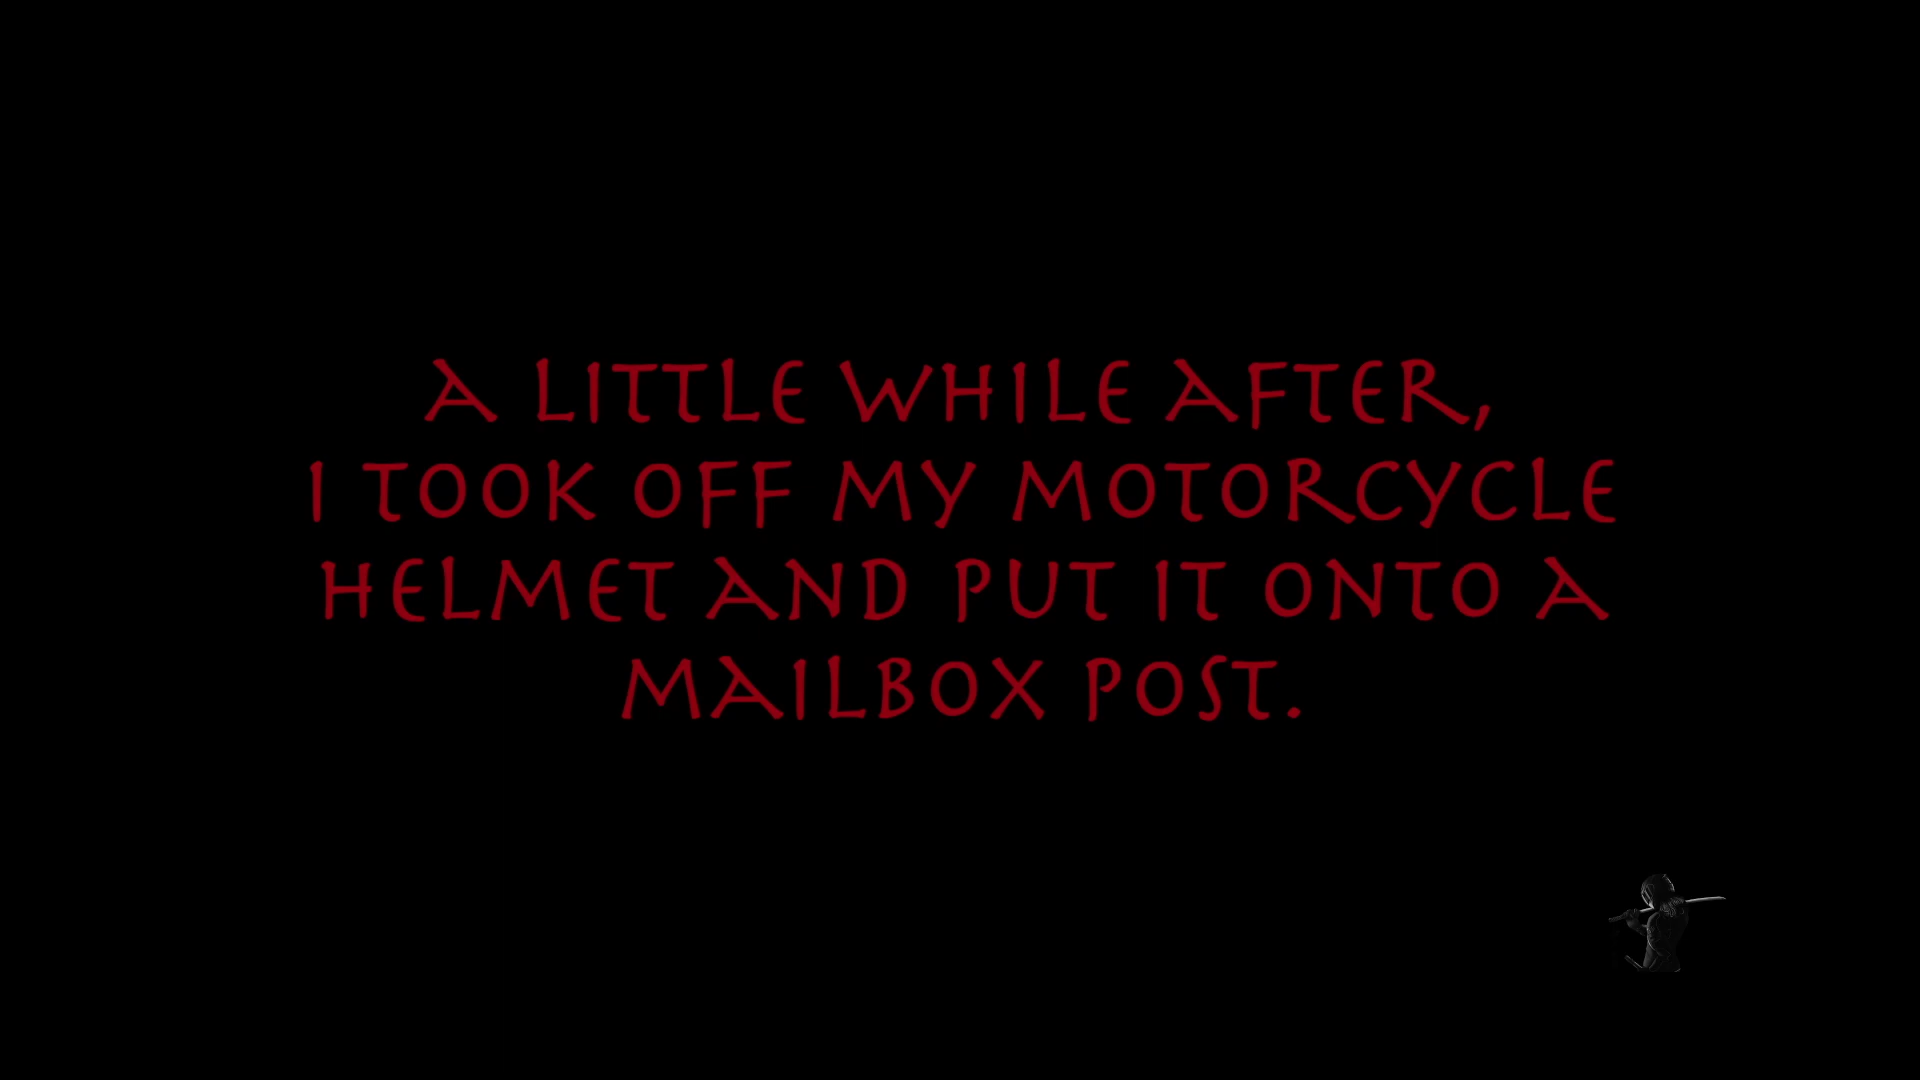 A LITTLE WHILE AFTER,
I TOOK OFF MY MOTORCYCLE
HELMET AND PUT IT ONTO A
MAILBOX POST.